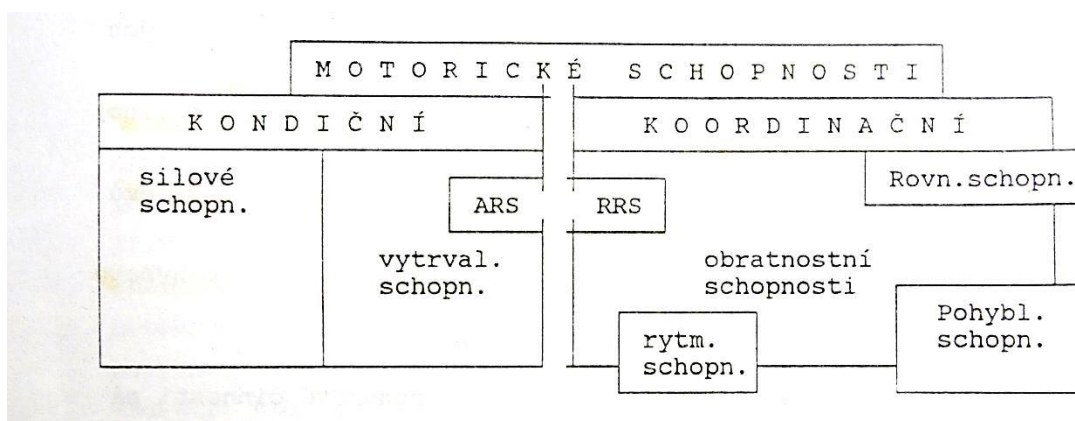 M O T O R I C K É   S C H O P N O S T I
K O N D I Č N Í
K O O R D I N A Č N Í
silové
schopn.
Rovn.schopn.
ARS
RRS
vytrval.
schopn.
obratnostní
schopnosti
Pohybl.
schopn.
rytm.
schopn.